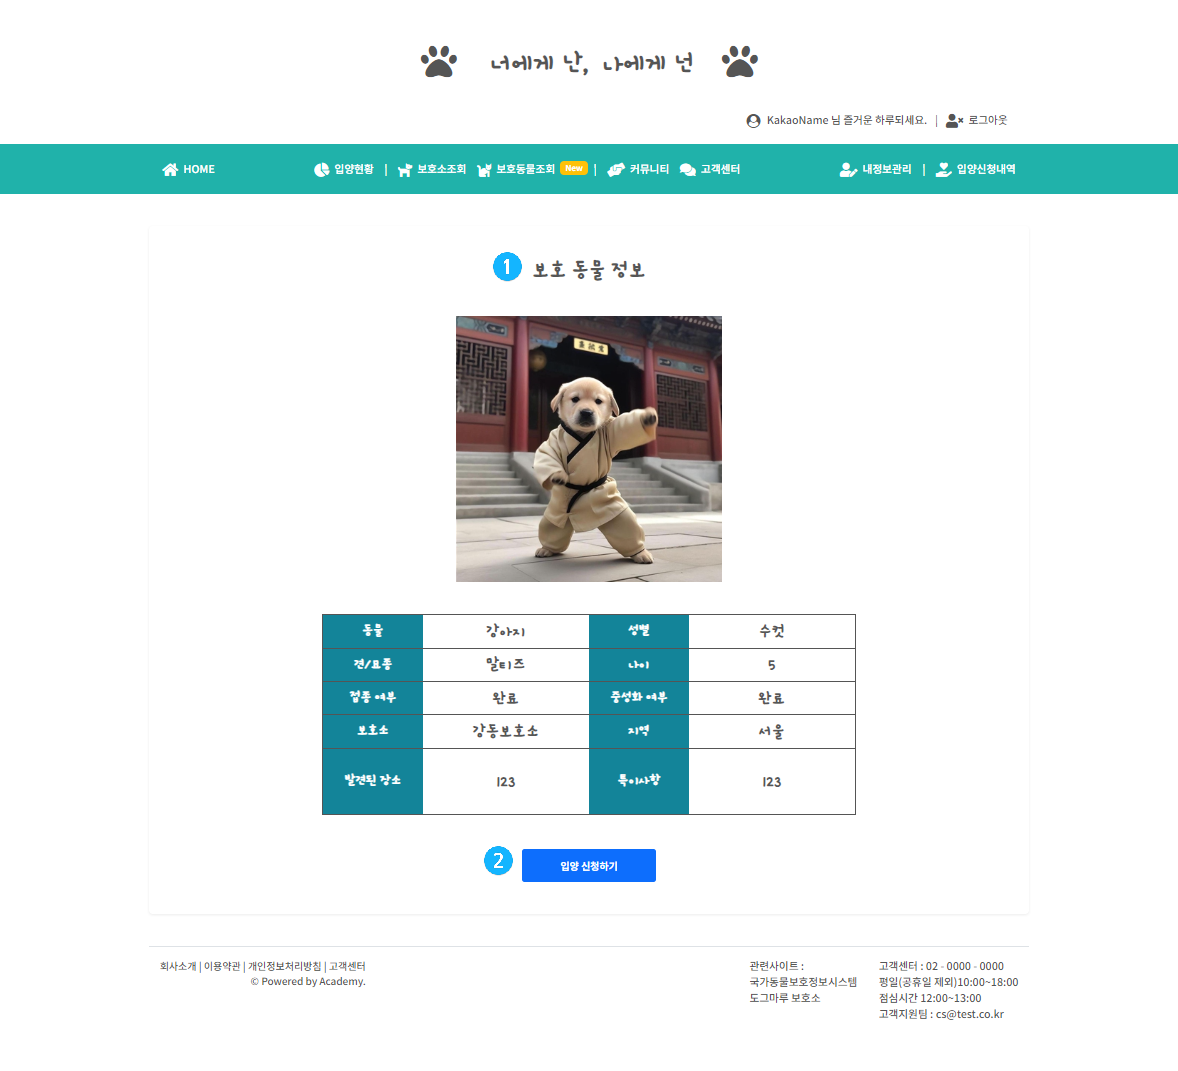 너에게 난, 나에게 넌
KakaoName 님 즐거운 하루되세요. | 로그아웃
HOME 입양현황 | 보호소조회 보호동물조회 New | 커뮤니티 고객센터 내정보관리 | 입양신청내역
1 보호 동물 정보
동물 강아지 성별 수컷
견/묘종 말티즈 나이 5
접종 여부 완료 중성화 여부 완료
보호소 강동보호소 지역 서울
발견된 장소 123 특이사항 123
2 입양 신청하기
회사소개 | 이용약관 | 개인정보처리방침 | 고객센터
© Powered by Academy.
관련사이트 :
국가동물보호정보시스템
도그마루 보호소
고객센터 : 02 - 0000 - 0000
평일(공휴일 제외)10:00~18:00
점심시간 12:00~13:00
고객지원팀 : cs@test.co.kr